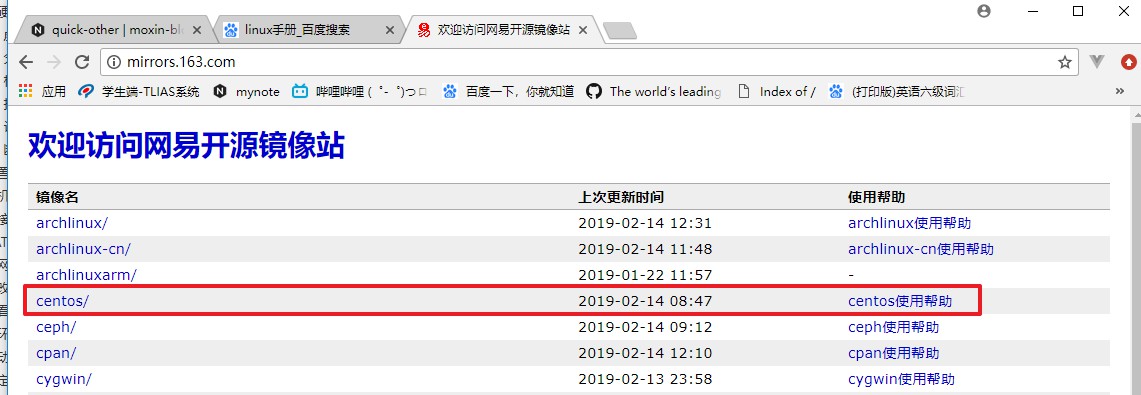 quick-other | moxin-bl
linux手册_百度搜索
欢迎访问网易开源镜像站
mirrors.163.com
应用
学生端-TLIAS系统
mynote
哔哩哔哩 ( ゜- ゜)つロ
百度一下，你就知道
The world's leading
Index of /
(打印版)英语六级词汇
欢迎访问网易开源镜像站
镜像名 上次更新时间 使用帮助
archlinux/ 2019-02-14 12:31 archlinux使用帮助
archlinux-cn/ 2019-02-14 11:48 archlinux-cn使用帮助
archlinuxarm/ 2019-01-22 11:57 -
centos/ 2019-02-14 08:47 centos使用帮助
ceph/ 2019-02-14 09:12 ceph使用帮助
cpan/ 2019-02-14 12:10 cpan使用帮助
cygwin/ 2019-02-13 23:58 cygwin使用帮助